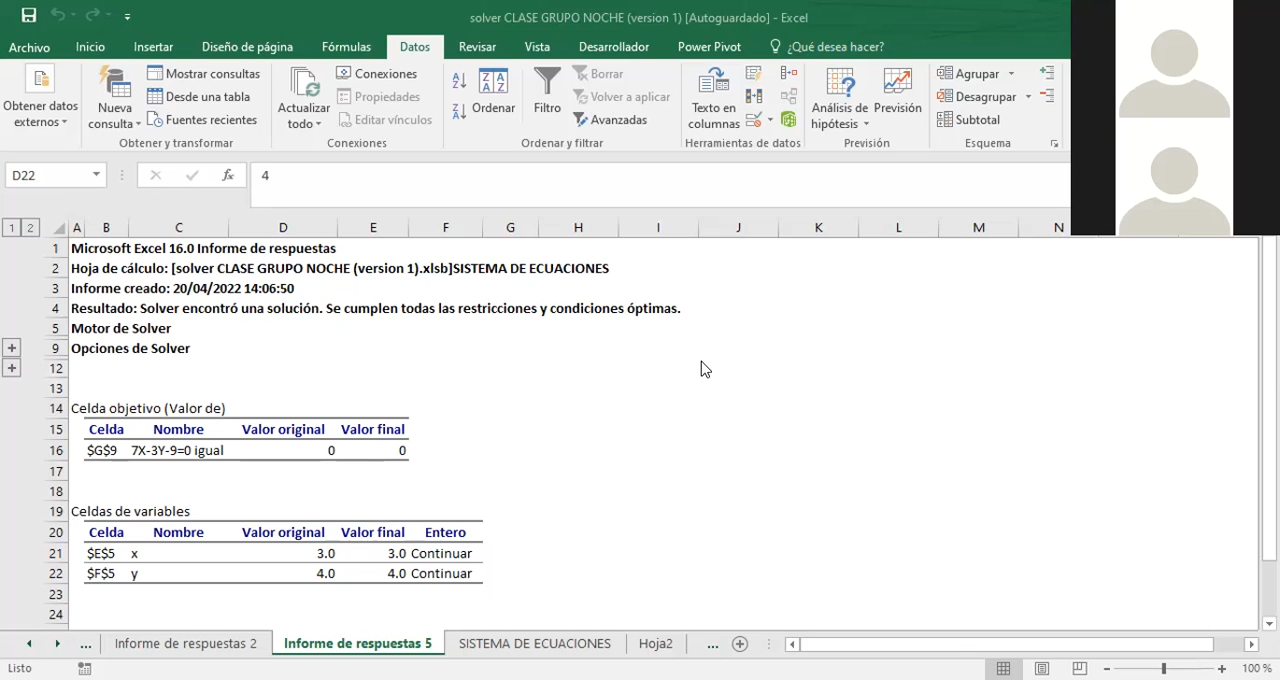 solver CLASE GRUPO NOCHE (version 1) [Autoguardado] - Excel
Archivo Inicio Insertar Diseño de página Fórmulas Datos Revisar Vista Desarrollador Power Pivot ¿Qué desea hacer?
Obtener datos externos
Nueva consulta
Mostrar consultas
Desde una tabla
Fuentes recientes
Obtener y transformar
Actualizar todo
Conexiones
Propiedades
Editar vínculos
Conexiones
Ordenar
Filtro
Borrar
Volver a aplicar
Avanzadas
Ordenar y filtrar
Texto en columnas
Herramientas de datos
Análisis de hipótesis
Previsión
Previsión
Agrupar
Desagrupar
Subtotal
Esquema
D22 fx 4
1 2 A B C D E F G H I J K L M N
1 Microsoft Excel 16.0 Informe de respuestas
2 Hoja de cálculo: [solver CLASE GRUPO NOCHE (version 1).xlsb]SISTEMA DE ECUACIONES
3 Informe creado: 20/04/2022 14:06:50
4 Resultado: Solver encontró una solución. Se cumplen todas las restricciones y condiciones óptimas.
5 Motor de Solver
9 Opciones de Solver
12
13
14 Celda objetivo (Valor de)
15 Celda Nombre Valor original Valor final
16 $G$9 7X-3Y-9=0 igual 0 0
17
18
19 Celdas de variables
20 Celda Nombre Valor original Valor final Entero
21 $E$5 x 3.0 3.0 Continuar
22 $F$5 y 4.0 4.0 Continuar
23
24
... Informe de respuestas 2 Informe de respuestas 5 SISTEMA DE ECUACIONES Hoja2 ...
Listo 100 %